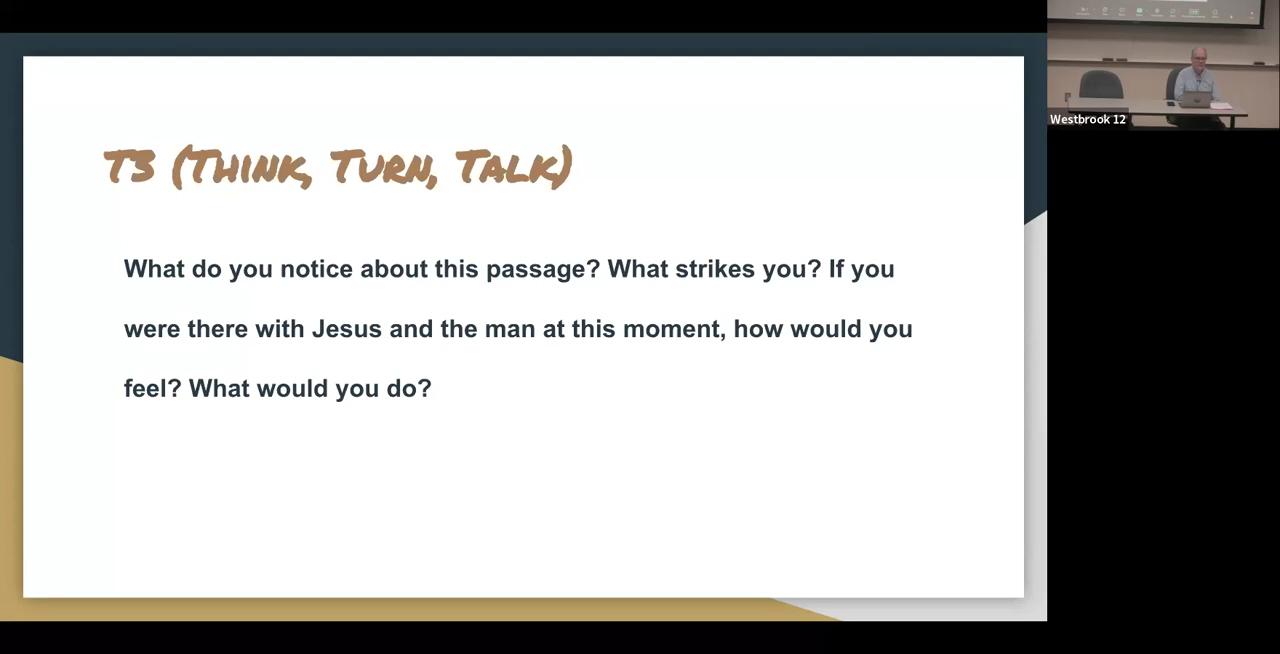 T3 (Think, Turn, Talk)
What do you notice about this passage? What strikes you? If you
were there with Jesus and the man at this moment, how would you
feel? What would you do?
Westbrook 12